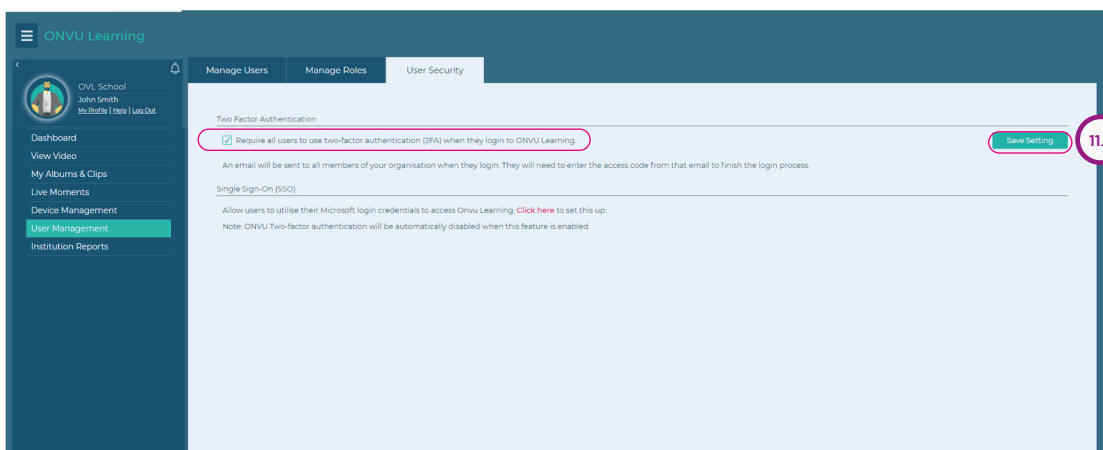 ONVU Learning
OVL School
John Smith
My Profile | Help | Log Out
Dashboard
View Video
My Albums & Clips
Live Moments
Device Management
User Management
Institution Reports
Manage Users
Manage Roles
User Security
Two Factor Authentication
Require all users to use two-factor authentication (2FA) when they login to ONVU Learning.
Save Setting
11.
An email will be sent to all members of your organisation when they login. They will need to enter the access code from that email to finish the login process.
Single Sign-On (SSO)
Allow users to utilise their Microsoft login credentials to access Onvu Learning. Click here to set this up.
Note: ONVU Two-factor authentication will be automatically disabled when this feature is enabled.